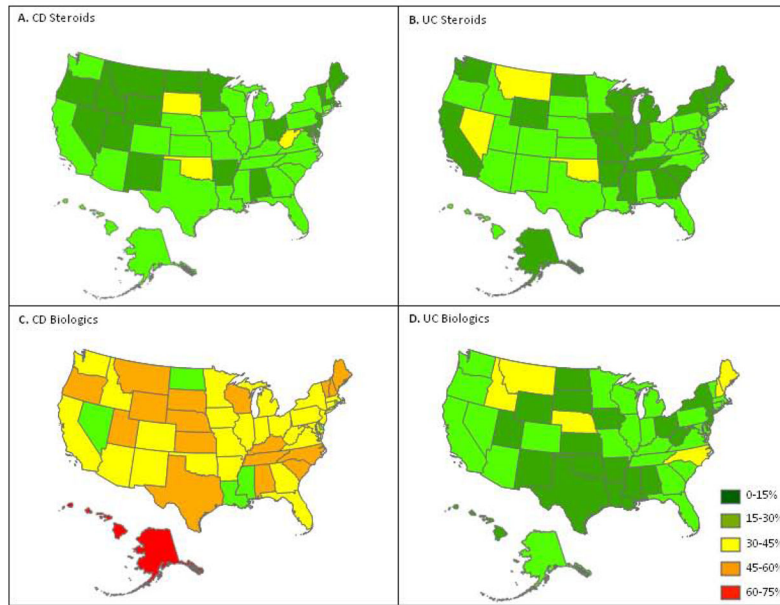 A. CD Steroids
B. UC Steroids
C. CD Biologics
D. UC Biologics
0-15%
15-30%
30-45%
45-60%
60-75%